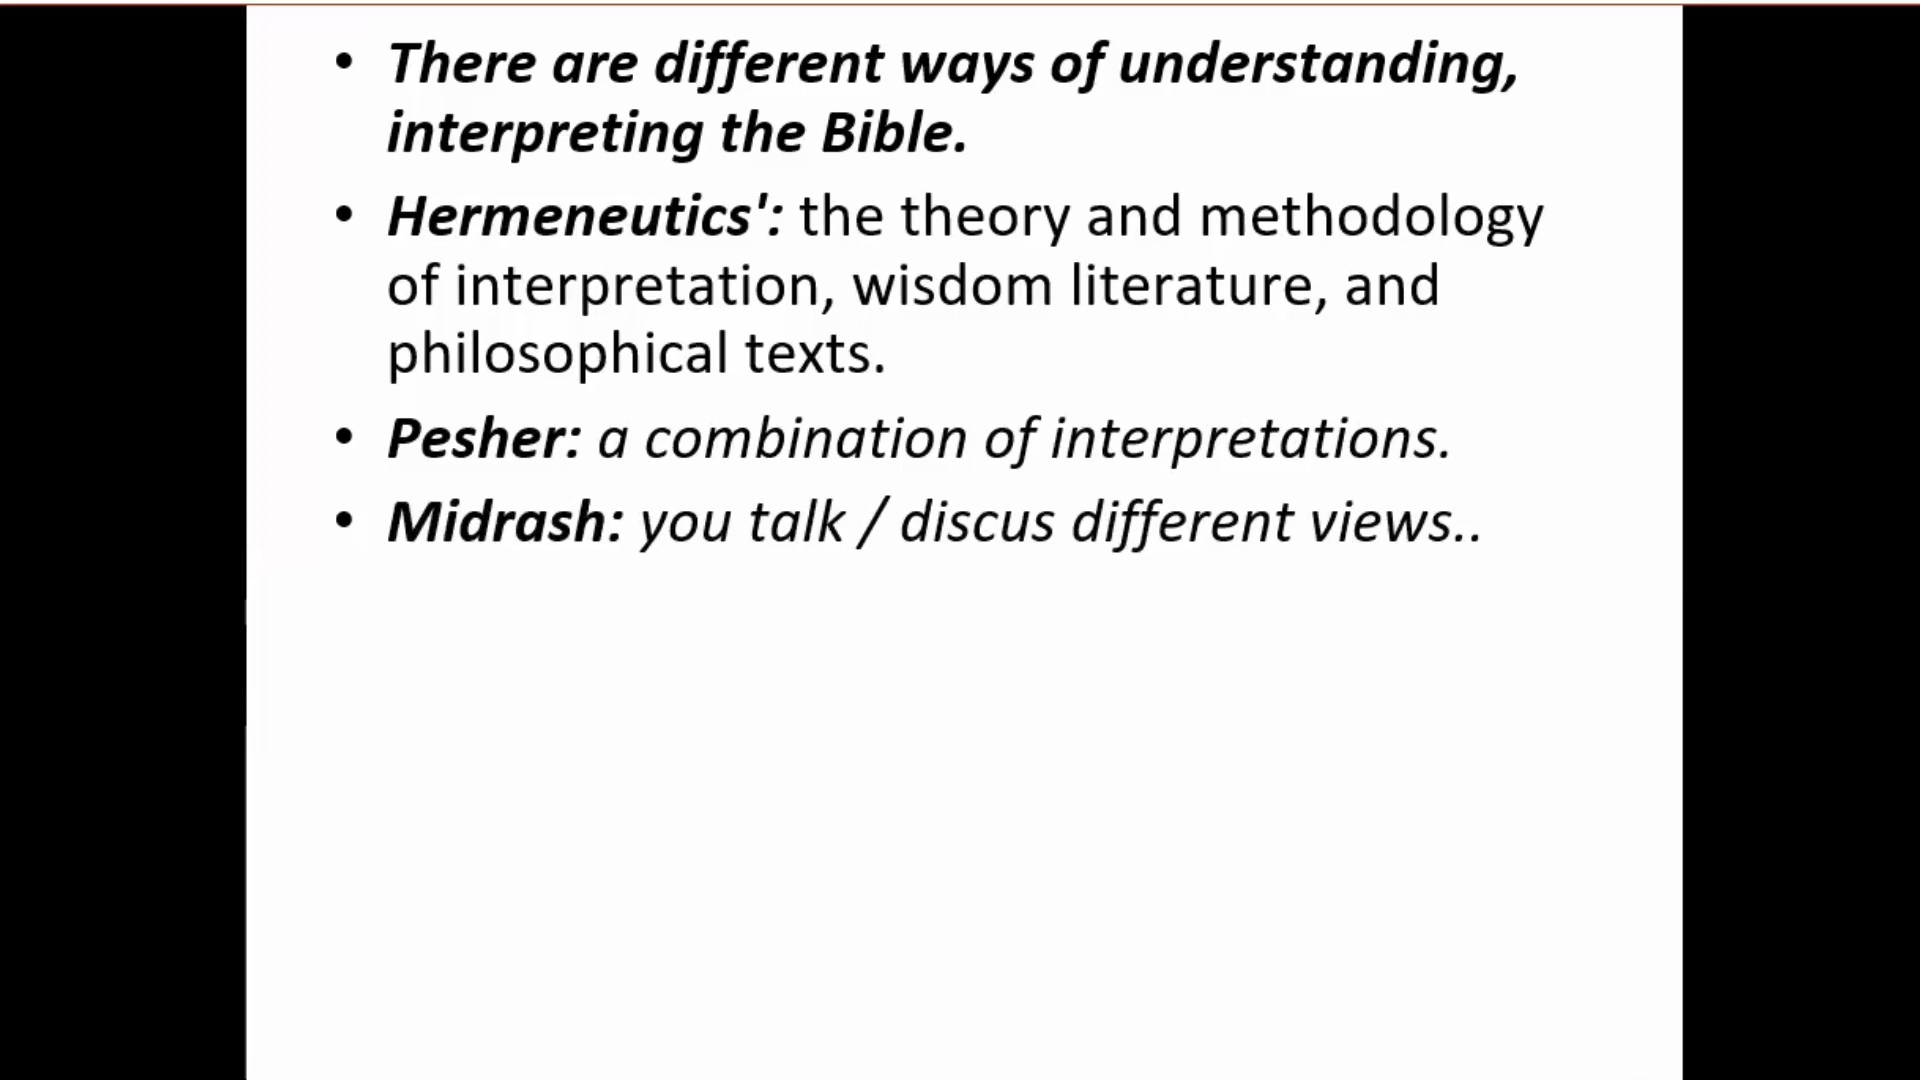 • There are different ways of understanding,
interpreting the Bible.
• Hermeneutics': the theory and methodology
of interpretation, wisdom literature, and
philosophical texts.
• Pesher: a combination of interpretations.
• Midrash: you talk / discus different views..